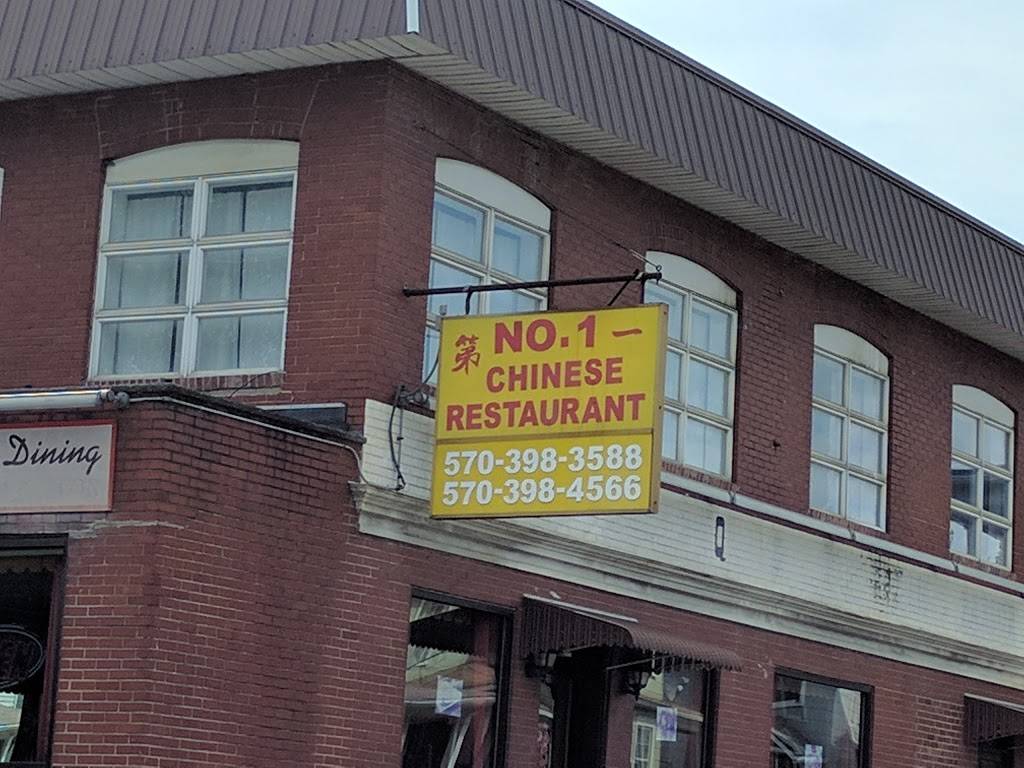 第 NO.1 一
CHINESE
RESTAURANT
570-398-3588
570-398-4566
Dining